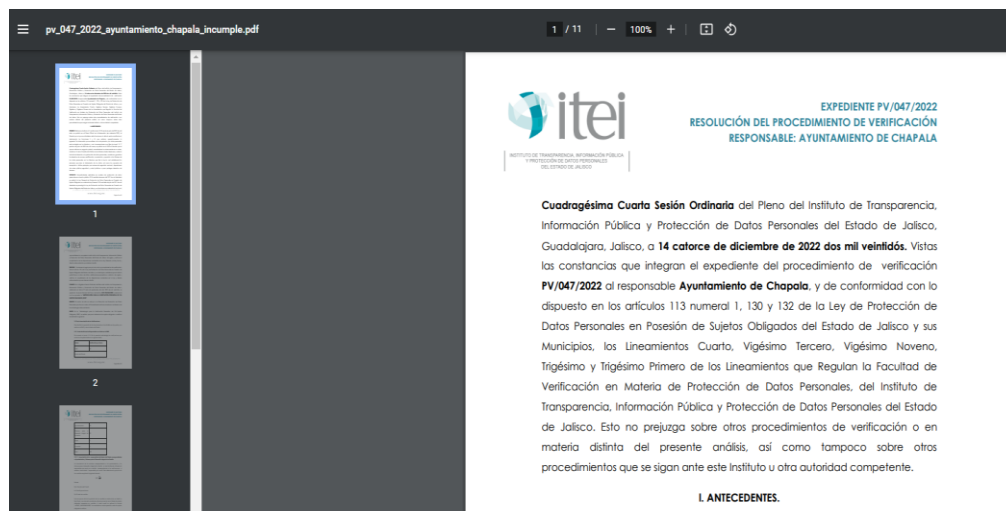 pv_047_2022_ayuntamiento_chapala_incumple.pdf
1 / 11 — 100% +
1
2
itei
INSTITUTO DE TRANSPARENCIA, INFORMACIÓN PÚBLICA
Y PROTECCIÓN DE DATOS PERSONALES
DEL ESTADO DE JALISCO
EXPEDIENTE PV/047/2022
RESOLUCIÓN DEL PROCEDIMIENTO DE VERIFICACIÓN
RESPONSABLE: AYUNTAMIENTO DE CHAPALA
Cuadragésima Cuarta Sesión Ordinaria del Pleno del Instituto de Transparencia,
Información Pública y Protección de Datos Personales del Estado de Jalisco,
Guadalajara, Jalisco, a 14 catorce de diciembre de 2022 dos mil veintidós. Vistas
las constancias que integran el expediente del procedimiento de verificación
PV/047/2022 al responsable Ayuntamiento de Chapala, y de conformidad con lo
dispuesto en los artículos 113 numeral 1, 130 y 132 de la Ley de Protección de
Datos Personales en Posesión de Sujetos Obligados del Estado de Jalisco y sus
Municipios, los Lineamientos Cuarto, Vigésimo Tercero, Vigésimo Noveno,
Trigésimo y Trigésimo Primero de los Lineamientos que Regulan la Facultad de
Verificación en Materia de Protección de Datos Personales, del Instituto de
Transparencia, Información Pública y Protección de Datos Personales del Estado
de Jalisco. Esto no prejuzga sobre otros procedimientos de verificación o en
materia distinta del presente análisis, así como tampoco sobre otros
procedimientos que se sigan ante este Instituto u otra autoridad competente.
I. ANTECEDENTES.